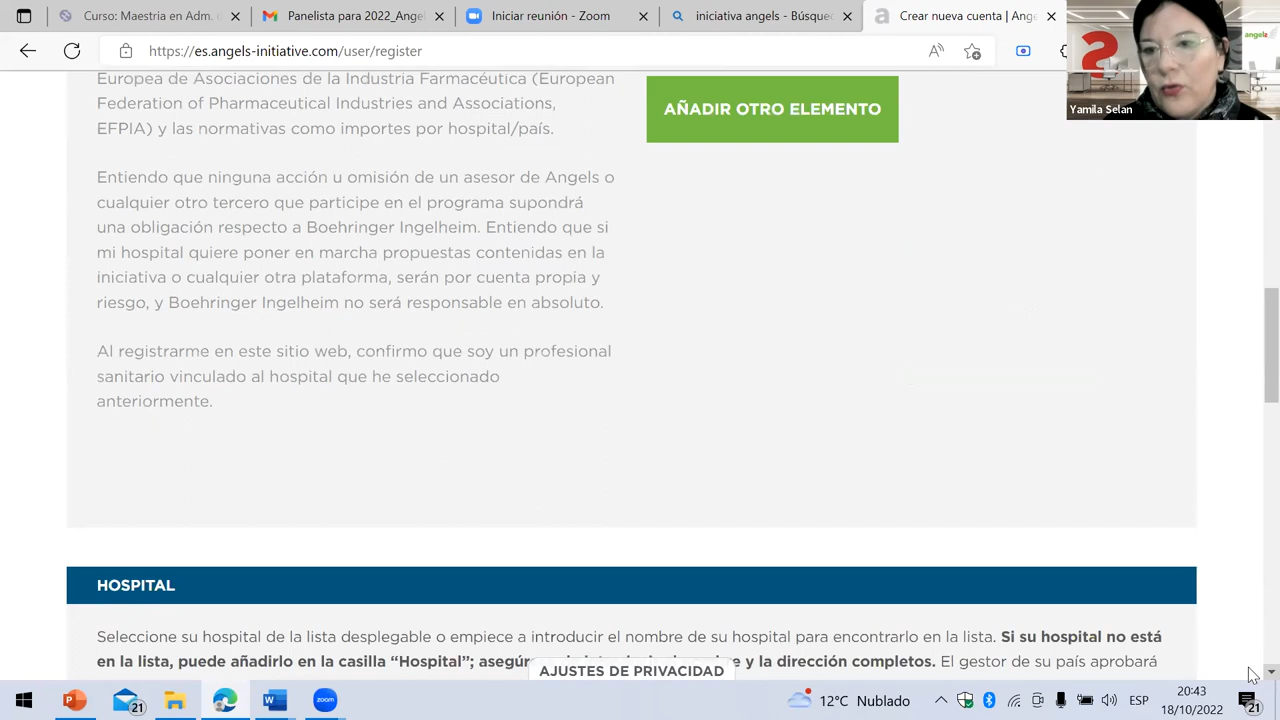 Curso: Maestria en Adm.
Panelista para 2022_Angel
Iniciar reunión - Zoom
iniciativa angels - Búsque
Crear nueva cuenta | Ang
https://es.angels-initiative.com/user/register
angels
Yamila Selan
Europea de Asociaciones de la Industria Farmacéutica (European
Federation of Pharmaceutical Industries and Associations,
EFPIA) y las normativas como importes por hospital/país.
AÑADIR OTRO ELEMENTO
Entiendo que ninguna acción u omisión de un asesor de Angels o
cualquier otro tercero que participe en el programa supondrá
una obligación respecto a Boehringer Ingelheim. Entiendo que si
mi hospital quiere poner en marcha propuestas contenidas en la
iniciativa o cualquier otra plataforma, serán por cuenta propia y
riesgo, y Boehringer Ingelheim no será responsable en absoluto.
Al registrarme en este sitio web, confirmo que soy un profesional
sanitario vinculado al hospital que he seleccionado
anteriormente.
HOSPITAL
Seleccione su hospital de la lista desplegable o empiece a introducir el nombre de su hospital para encontrarlo en la lista. Si su hospital no está
en la lista, puede añadirlo en la casilla “Hospital”; y la dirección completos. El gestor de su país aprobará
AJUSTES DE PRIVACIDAD
21
zoom
12°C Nublado
ESP
20:43
18/10/2022
21